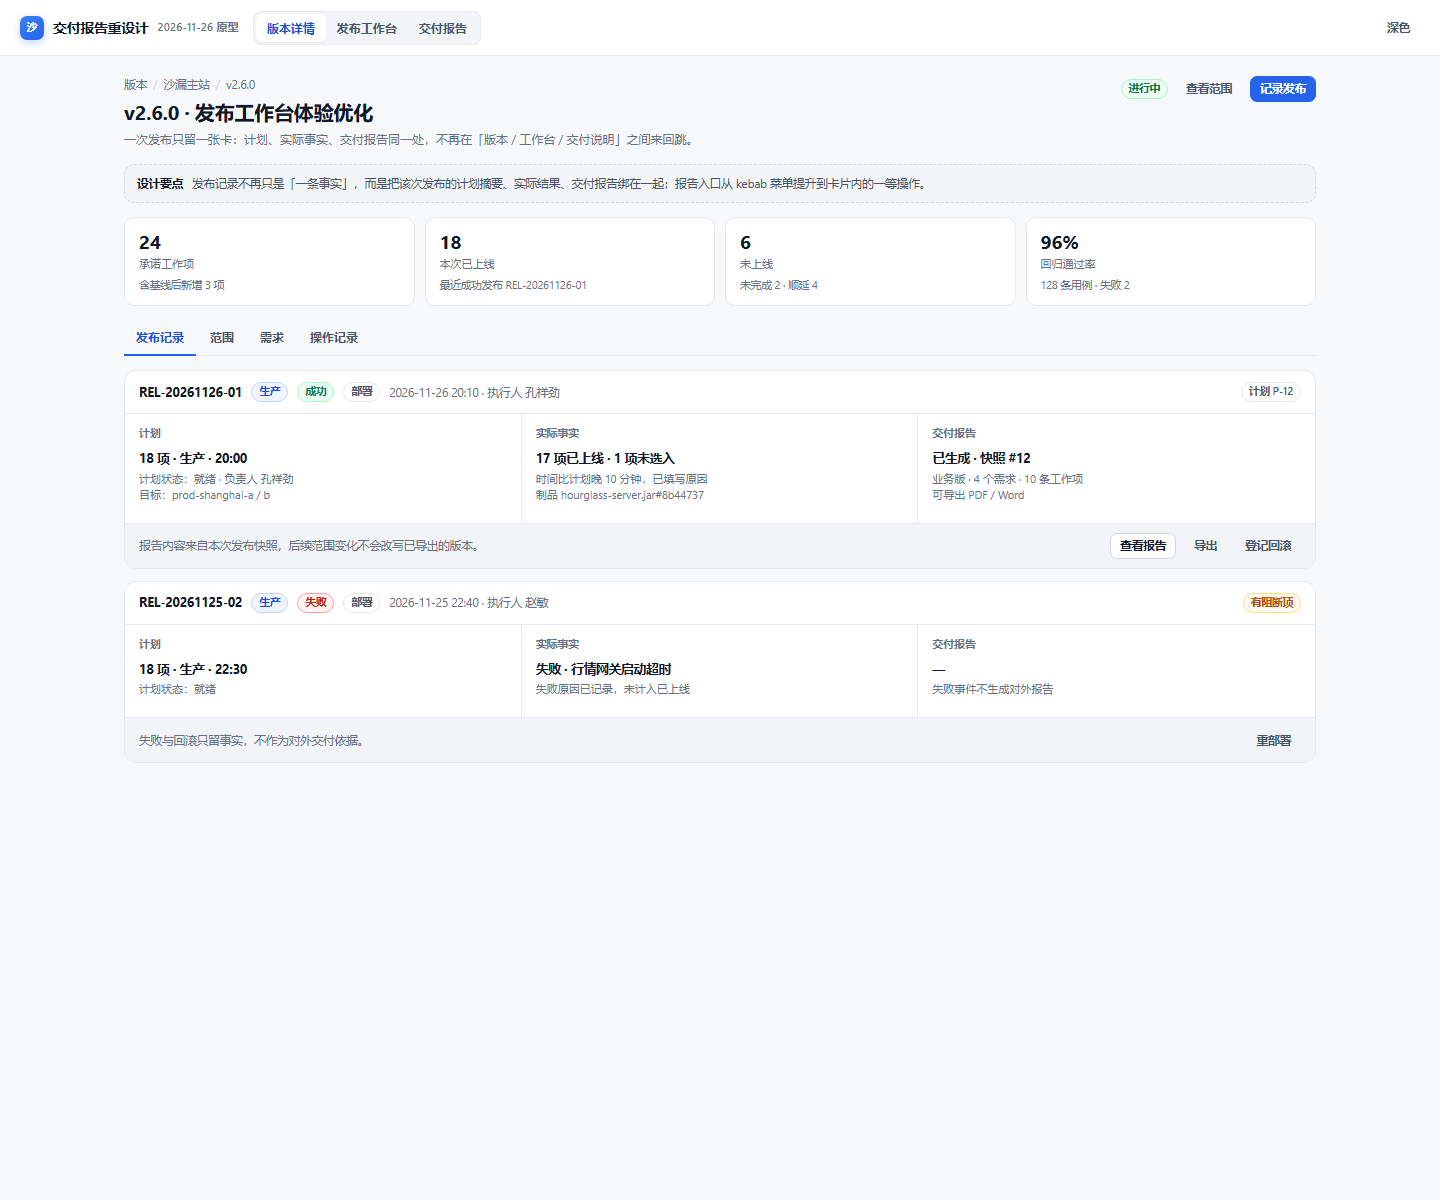 沙 交付报告重设计 2026-11-26 原型 版本详情 发布工作台 交付报告 深色
版本 / 沙漏主站 / v2.6.0
v2.6.0 · 发布工作台体验优化
一次发布只留一张卡：计划、实际事实、交付报告同一处，不再在「版本 / 工作台 / 交付说明」之间来回跳。
进行中 查看范围 记录发布
设计要点 发布记录不再只是「一条事实」，而是把该次发布的计划摘要、实际结果、交付报告绑在一起；报告入口从 kebab 菜单提升到卡片内的一等操作。
24
承诺工作项
含基线后新增 3 项
18
本次已上线
最近成功发布 REL-20261126-01
6
未上线
未完成 2 · 顺延 4
96%
回归通过率
128 条用例 · 失败 2
发布记录 范围 需求 操作记录
REL-20261126-01 生产 成功 部署 2026-11-26 20:10 · 执行人 孔祥劲 计划 P-12
计划
18 项 · 生产 · 20:00
计划状态：就绪 · 负责人 孔祥劲
目标：prod-shanghai-a / b
实际事实
17 项已上线 · 1 项未选入
时间比计划晚 10 分钟，已填写原因
制品 hourglass-server.jar#8b44737
交付报告
已生成 · 快照 #12
业务版 · 4 个需求 · 10 条工作项
可导出 PDF / Word
报告内容来自本次发布快照，后续范围变化不会改写已导出的版本。 查看报告 导出 登记回滚
REL-20261125-02 生产 失败 部署 2026-11-25 22:40 · 执行人 赵敏 有阻断项
计划
18 项 · 生产 · 22:30
计划状态：就绪
实际事实
失败 · 行情网关启动超时
失败原因已记录，未计入已上线
交付报告
—
失败事件不生成对外报告
失败与回滚只留事实，不作为对外交付依据。 重部署